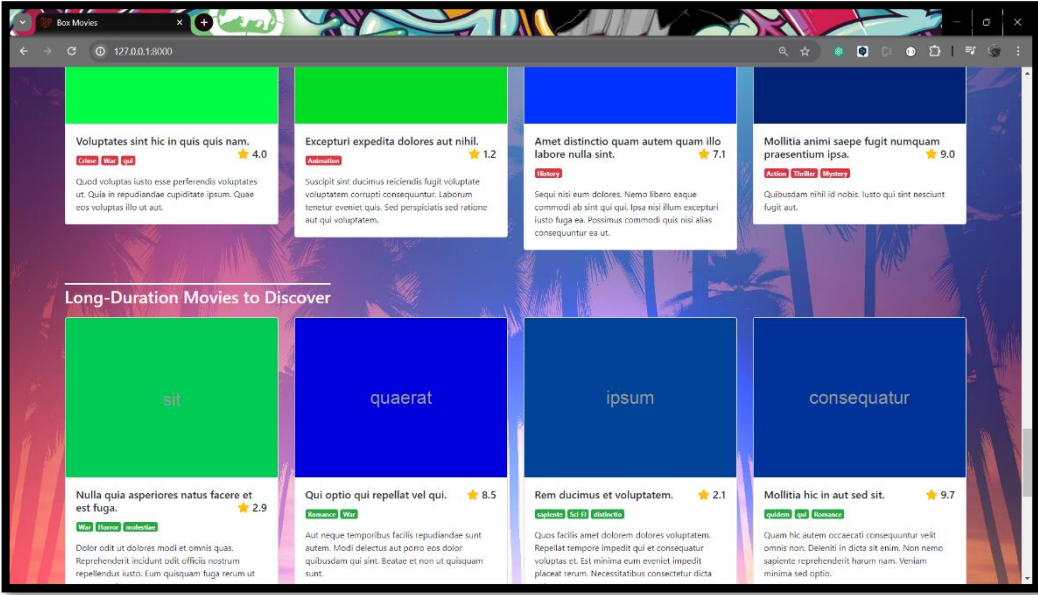 Box Movies
127.0.0.1:8000
Voluptates sint hic in quis quis nam.
4.0
Crime War qui
Quod voluptas iusto esse perferendis voluptates
ut. Quia in repudiandae cupiditate ipsum. Quae
eos voluptas illo ut aut.
Excepturi expedita dolores aut nihil.
1.2
Animation
Suscipit sint ducimus reiciendis fugit voluptate
voluptatem corrupti consequuntur. Laborum
tenetur eveniet quis. Sed perspiciatis sed ratione
aut qui voluptatem.
Amet distinctio quam autem quam illo
labore nulla sint. 7.1
History
Sequi nisi eum dolores. Nemo libero eaque
commodi ab sint qui qui. Ipsa nisi illum excepturi
iusto fuga ea. Possimus commodi quis nisi alias
consequuntur ea ut.
Mollitia animi saepe fugit numquam
praesentium ipsa. 9.0
Action Thriller Mystery
Quibusdam nihil id nobis. Iusto qui sint nesciunt
fugit aut.
Long-Duration Movies to Discover
sit
Nulla quia asperiores natus facere et
est fuga. 2.9
War Horror molestiae
Dolor odit ut dolores modi et omnis quas.
Reprehenderit incidunt odit officiis nostrum
repellendus iusto. Eum quisquam fuga rerum ut
quaerat
Qui optio qui repellat vel qui. 8.5
Romance War
Aut neque temporibus facilis repudiandae sunt
autem. Modi delectus aut porro eos dolor
quibusdam qui sint. Beatae et non ut quisquam
sunt.
ipsum
Rem ducimus et voluptatem. 2.1
sapiente Sci-Fi distinctio
Quos facilis amet dolorem dolores voluptatem.
Repellat tempore impedit qui et consequatur
voluptas et. Est minima eum eveniet impedit
placeat rerum. Necessitatibus consectetur dicta
consequatur
Mollitia hic in aut sed sit. 9.7
quidem qui Romance
Quam hic autem occaecati consequuntur velit
omnis non. Deleniti in dicta sit enim. Non nemo
sapiente reprehenderit harum nam. Veniam
minima sed optio.